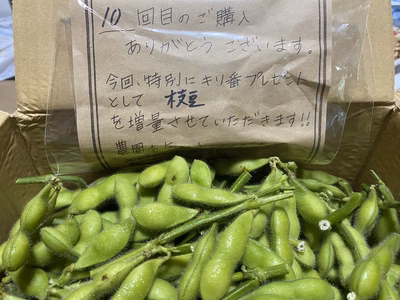 10 回目のご購入
ありがとうございます。
今回、特別にキリ番プレゼント
として 枝豆
を増量させていただきます!!
農園